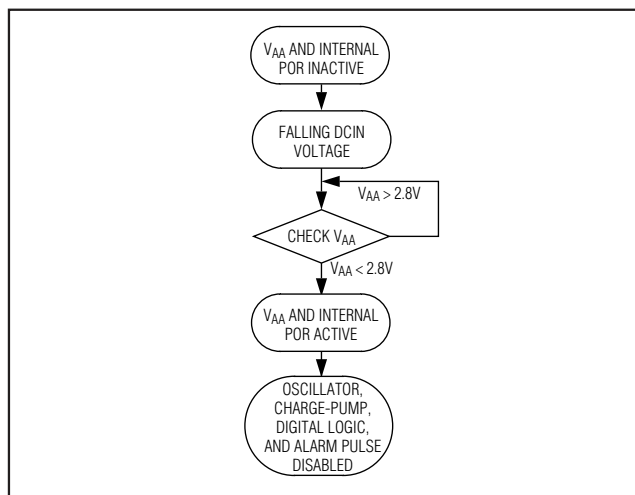 VAA AND INTERNAL
POR INACTIVE
FALLING DCIN
VOLTAGE
VAA > 2.8V
CHECK VAA
VAA < 2.8V
VAA AND INTERNAL
POR ACTIVE
OSCILLATOR,
CHARGE-PUMP,
DIGITAL LOGIC,
AND ALARM PULSE
DISABLED